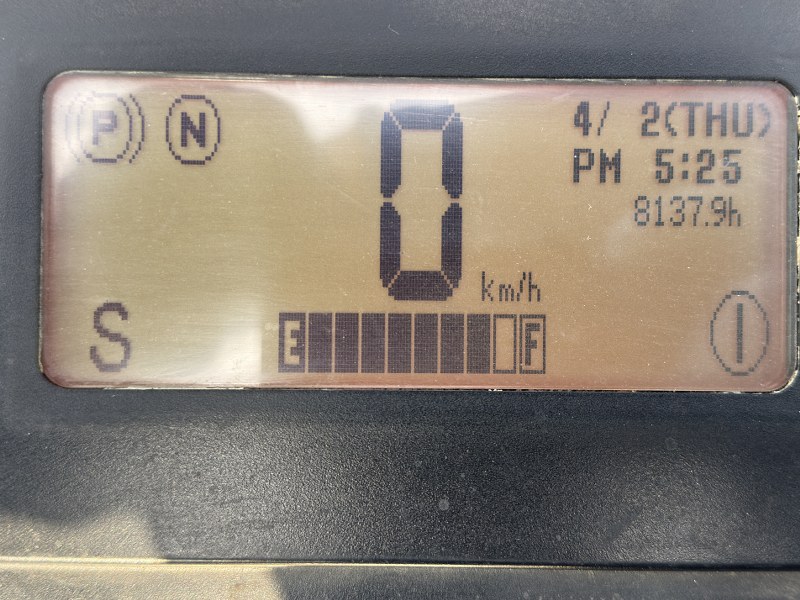 P N
0 km/h
4/ 2(THU)
PM 5:25
8137.9h
S
E F
I